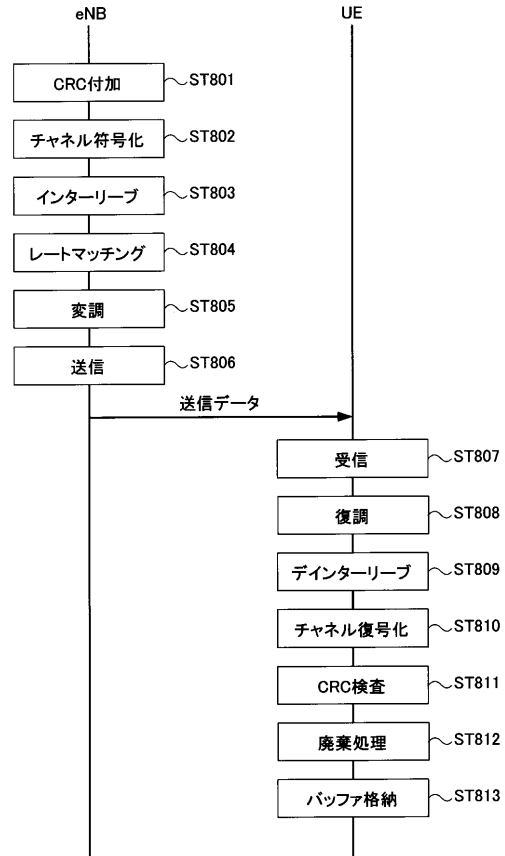 eNB
UE
CRC付加
ST801
チャネル符号化
ST802
インターリーブ
ST803
レートマッチング
ST804
変調
ST805
送信
ST806
送信データ
受信
ST807
復調
ST808
デインターリーブ
ST809
チャネル復号化
ST810
CRC検査
ST811
廃棄処理
ST812
バッファ格納
ST813